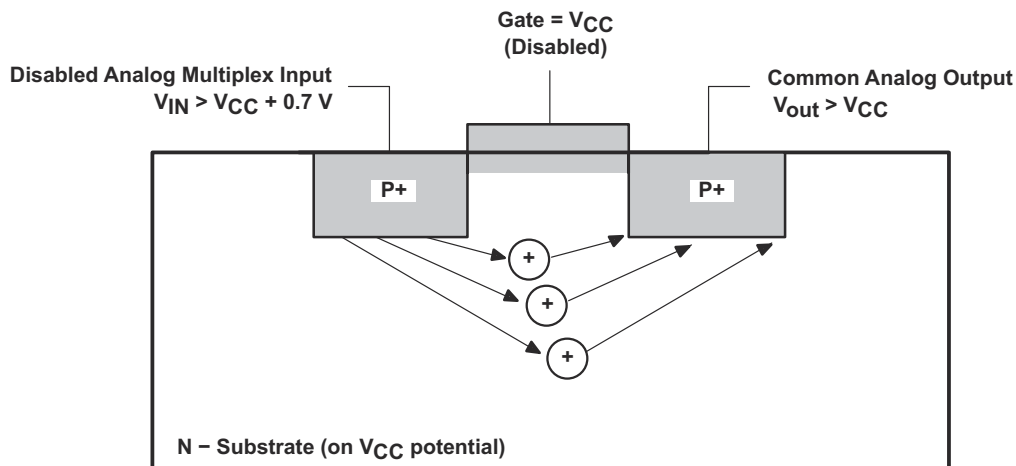 Gate = VCC
(Disabled)
Disabled Analog Multiplex Input
VIN > VCC + 0.7 V
Common Analog Output
Vout > VCC
P+
P+
+
+
+
N − Substrate (on VCC potential)